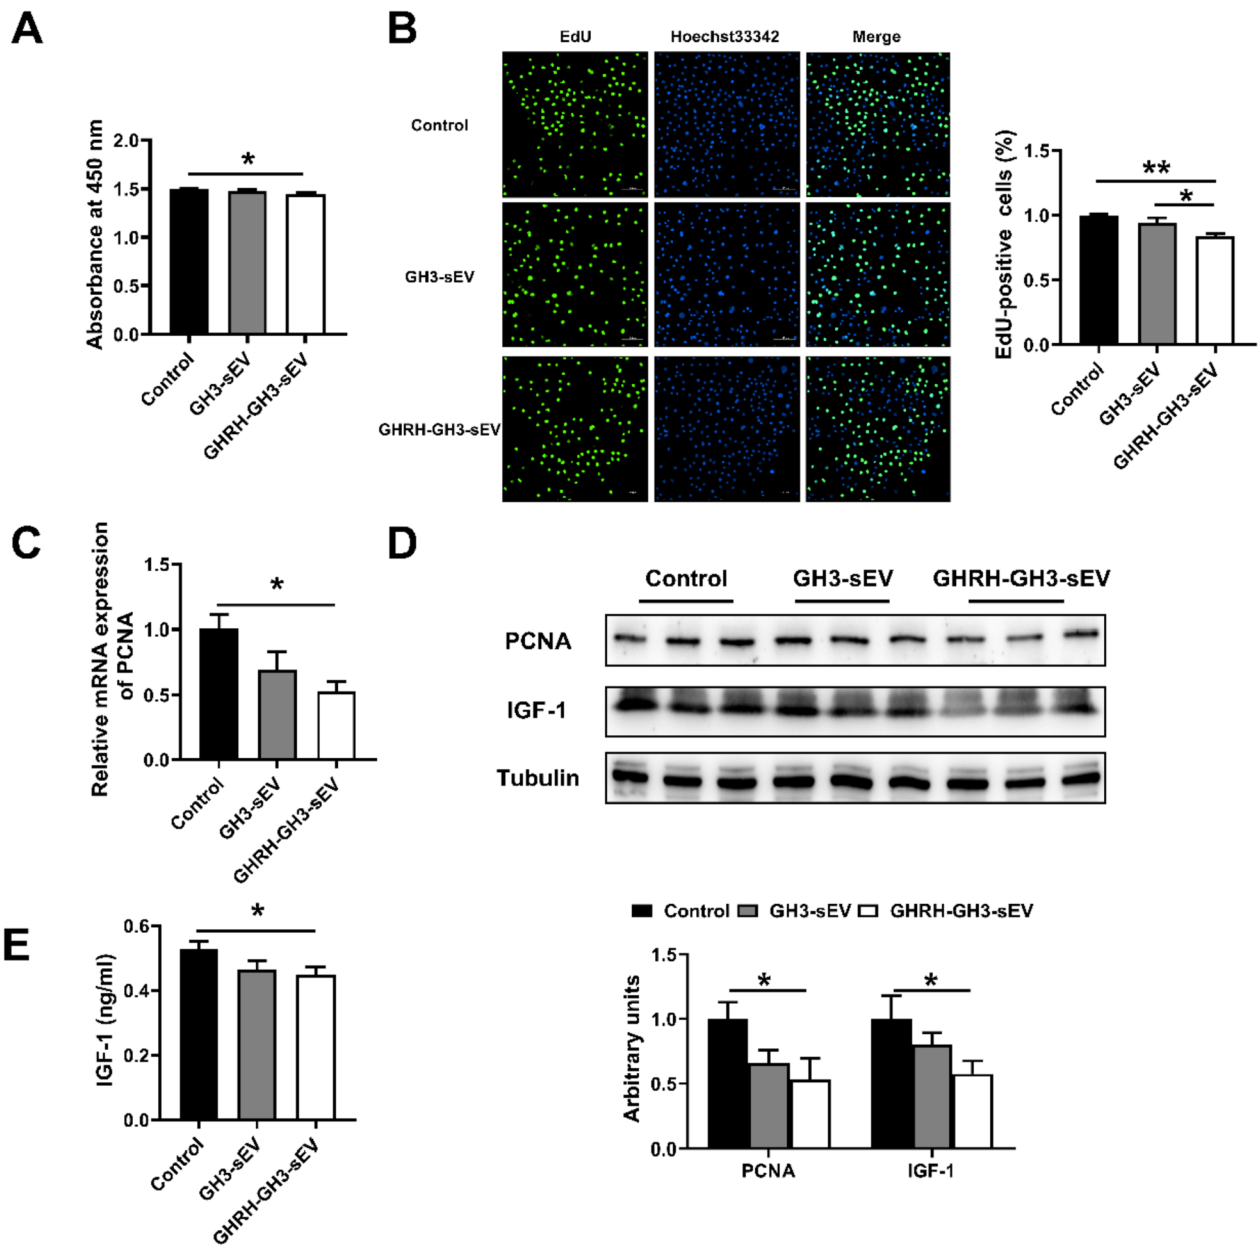 A
Absorbance at 450 nm
2.0
1.5
1.0
0.5
0.0
*
Control
GH3-sEV
GHRH-GH3-sEV
B
EdU
Hoechst33342
Merge
Control
GH3-sEV
GHRH-GH3-sEV
EdU-positive cells (%)
1.5
1.0
0.5
0.0
**
*
Control
GH3-sEV
GHRH-GH3-sEV
C
Relative mRNA expression
of PCNA
1.5
1.0
0.5
0.0
*
Control
GH3-sEV
GHRH-GH3-sEV
D
Control
GH3-sEV
GHRH-GH3-sEV
PCNA
IGF-1
Tubulin
Control
GH3-sEV
GHRH-GH3-sEV
Arbitrary units
1.5
1.0
0.5
0.0
*
*
PCNA
IGF-1
E
IGF-1 (ng/ml)
0.6
0.4
0.2
0.0
*
Control
GH3-sEV
GHRH-GH3-sEV